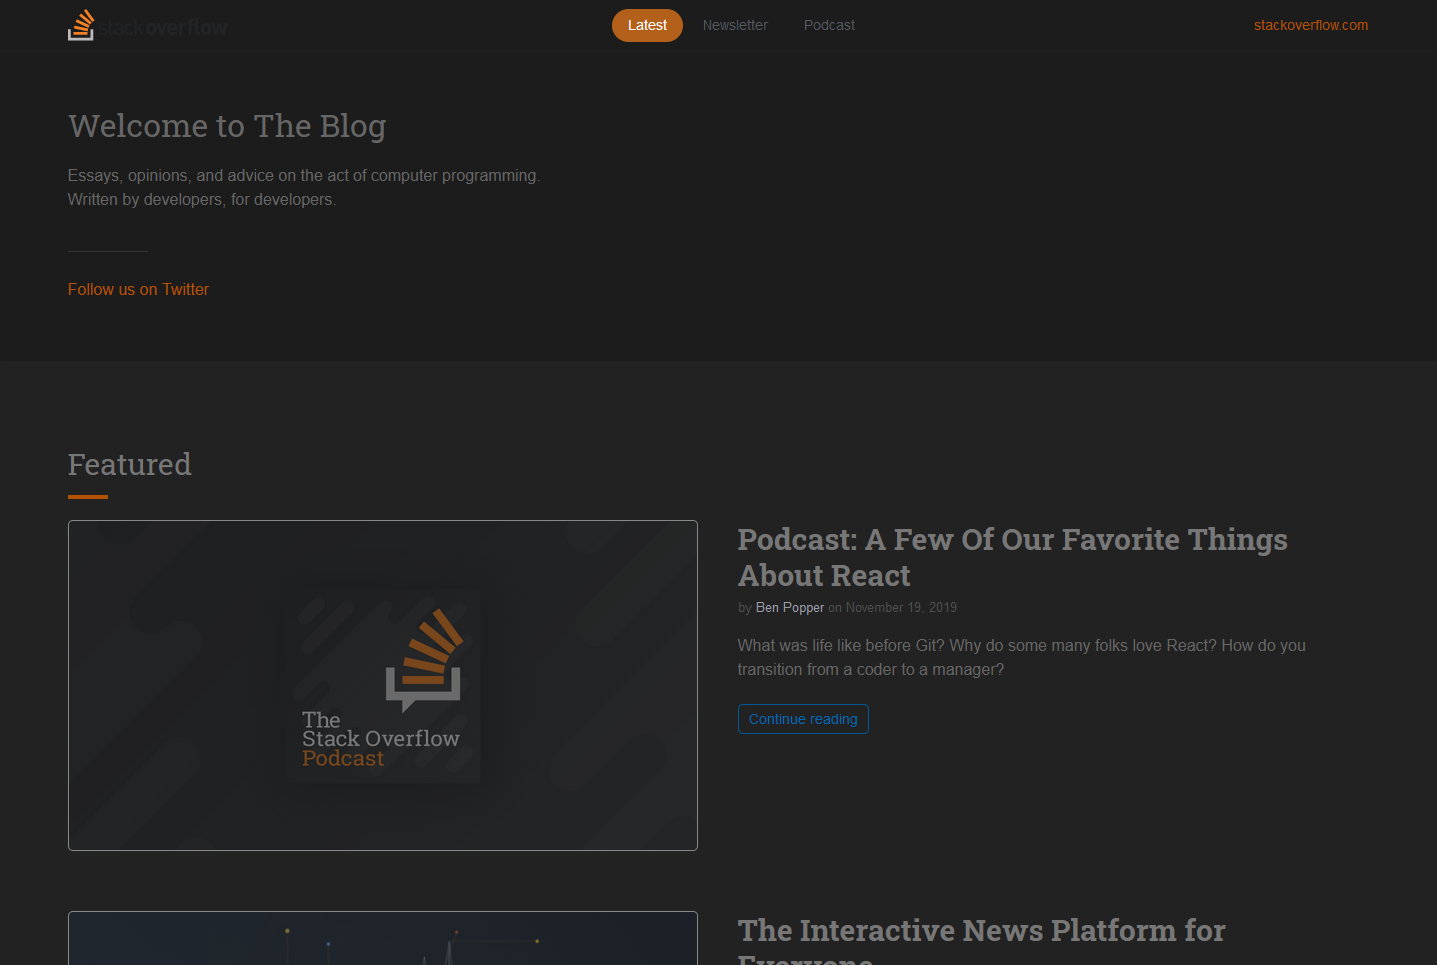 stack overflow
Latest
Newsletter
Podcast
stackoverflow.com
Welcome to The Blog
Essays, opinions, and advice on the act of computer programming.
Written by developers, for developers.
Follow us on Twitter
Featured
The
Stack Overflow
Podcast
Podcast: A Few Of Our Favorite Things
About React
by Ben Popper on November 19, 2019
What was life like before Git? Why do some many folks love React? How do you
transition from a coder to a manager?
Continue reading
The Interactive News Platform for
Everyone